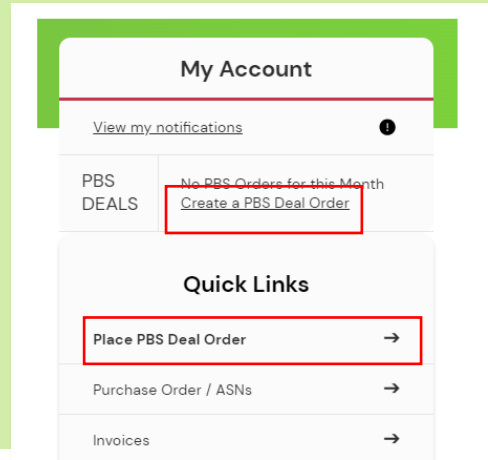 My Account
View my notifications
PBS
DEALS
No PBS Orders for this Month
Create a PBS Deal Order
Quick Links
Place PBS Deal Order
Purchase Order / ASNs
Invoices